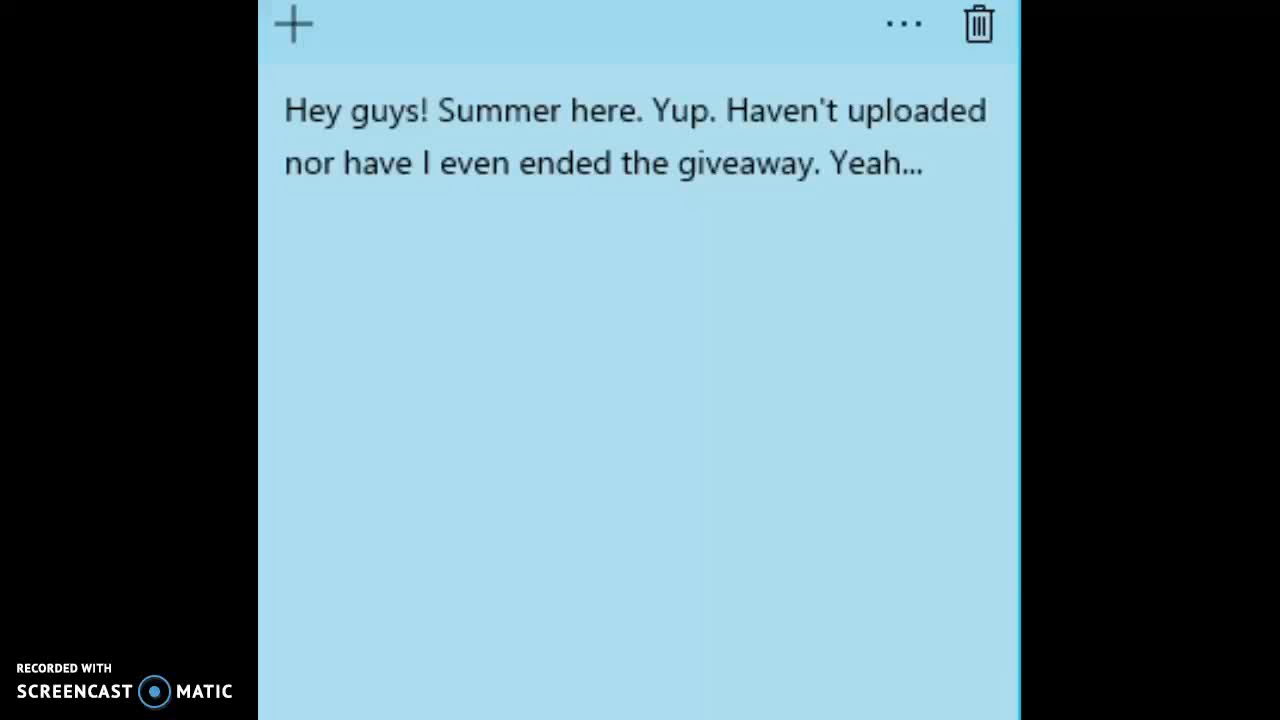 Hey guys! Summer here. Yup. Haven't uploaded
nor have I even ended the giveaway. Yeah...
RECORDED WITH
SCREENCAST MATIC